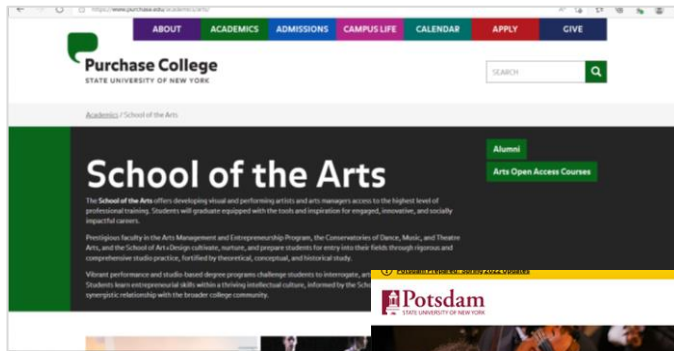 https://www.purchase.edu/academics/arts/
ABOUT ACADEMICS ADMISSIONS CAMPUS LIFE CALENDAR APPLY GIVE
Purchase College
STATE UNIVERSITY OF NEW YORK
SEARCH
Academics / School of the Arts
Alumni
Arts Open Access Courses
School of the Arts
The School of the Arts offers developing visual and performing artists and arts managers access to the highest level of
professional training. Students will graduate equipped with the tools and inspiration for engaged, innovative, and socially
impactful careers.
Prestigious faculty in the Arts Management and Entrepreneurship Program, the Conservatories of Dance, Music, and Theatre
Arts, and the School of Art+Design cultivate, nurture, and prepare students for entry into their fields through rigorous and
comprehensive studio practice, fortified by theoretical, conceptual, and historical study.
Vibrant performance and studio-based degree programs challenge students to interrogate,
Students learn entrepreneurial skills within a thriving intellectual culture, informed by the
synergistic relationship with the broader college community.
Potsdam Prepared: Spring 2022 Updates
Potsdam
STATE UNIVERSITY OF NEW YORK